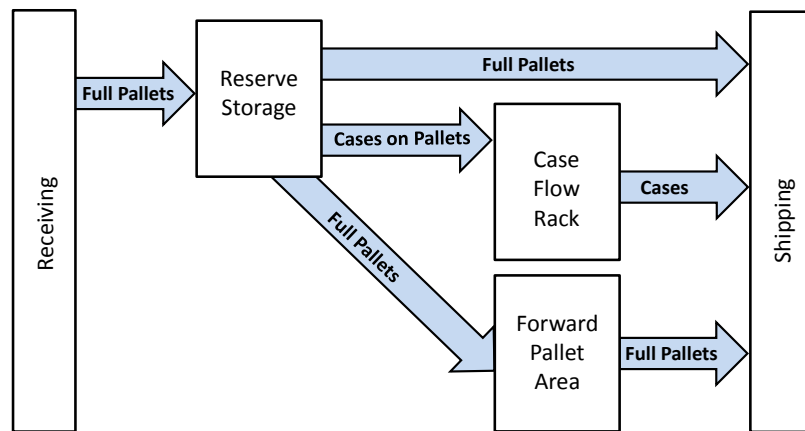 Receiving
Full Pallets
Reserve
Storage
Full Pallets
Cases on Pallets
Full Pallets
Case
Flow
Rack
Cases
Forward
Pallet
Area
Full Pallets
Shipping